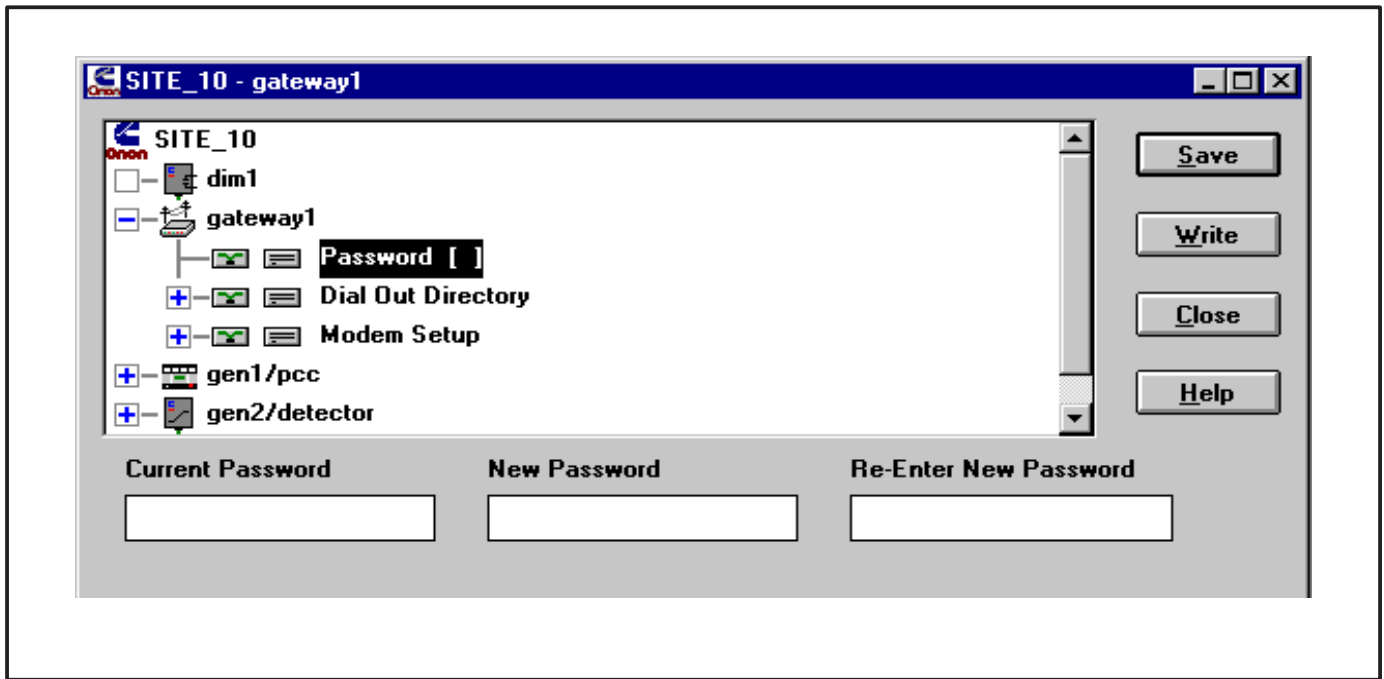 SITE_10 - gateway1
SITE_10
Onon
dim1
gateway1
Password [ ]
Dial Out Directory
Modem Setup
gen1/pcc
gen2/detector
Save
Write
Close
Help
Current Password New Password Re-Enter New Password